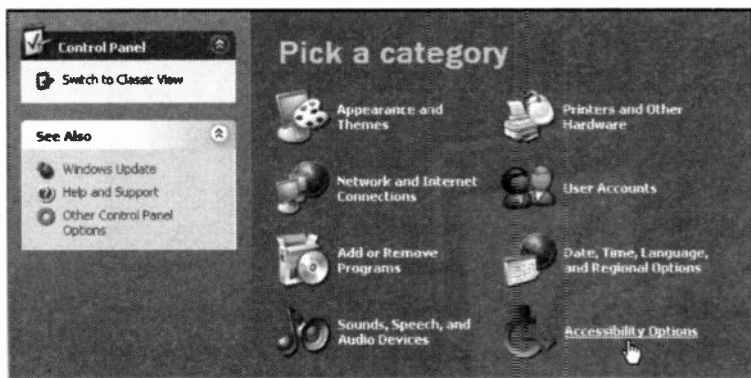 Control Panel
Switch to Classic View
See Also
Windows Update
Help and Support
Other Control Panel
Options
Pick a category
Appearance and
Themes
Printers and Other
Hardware
Network and Internet
Connections
User Accounts
Add or Remove
Programs
Date, Time, Language,
and Regional Options
Sounds, Speech, and
Audio Devices
Accessibility Options